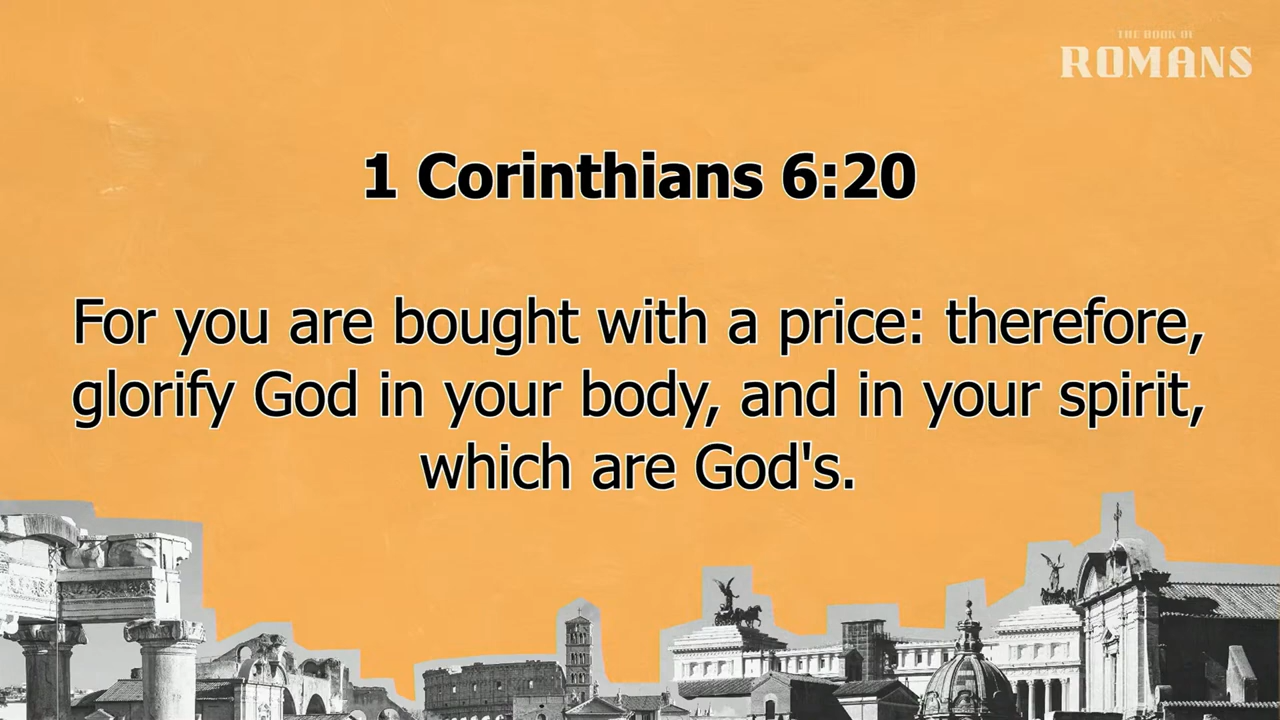 THE BOOK OF
ROMANS
1 Corinthians 6:20
For you are bought with a price: therefore,
glorify God in your body, and in your spirit,
which are God's.